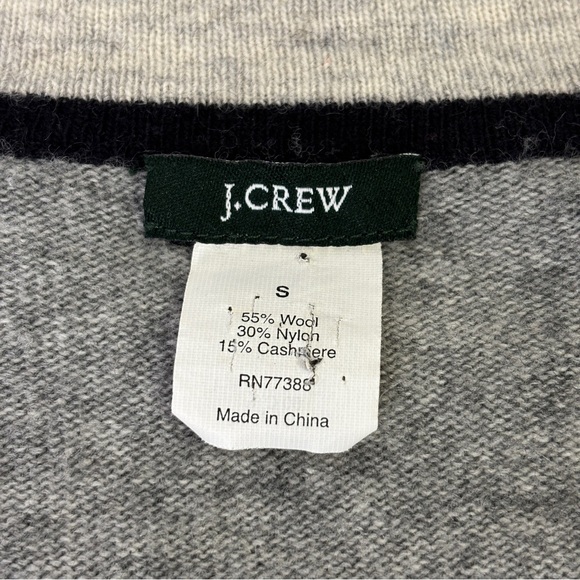 J.CREW
S
55% Wool
30% Nylon
15% Cashmere
RN77388
Made in China